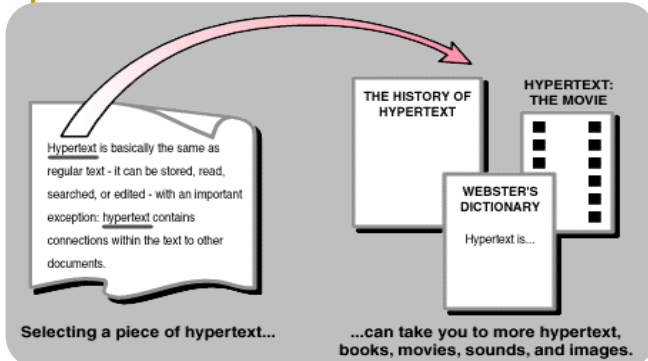 Hypertext is basically the same as
regular text - it can be stored, read,
searched, or edited - with an important
exception: hypertext contains
connections within the text to other
documents.
Selecting a piece of hypertext...
THE HISTORY OF
HYPERTEXT
HYPERTEXT:
THE MOVIE
WEBSTER'S
DICTIONARY
Hypertext is...
...can take you to more hypertext,
books, movies, sounds, and images.